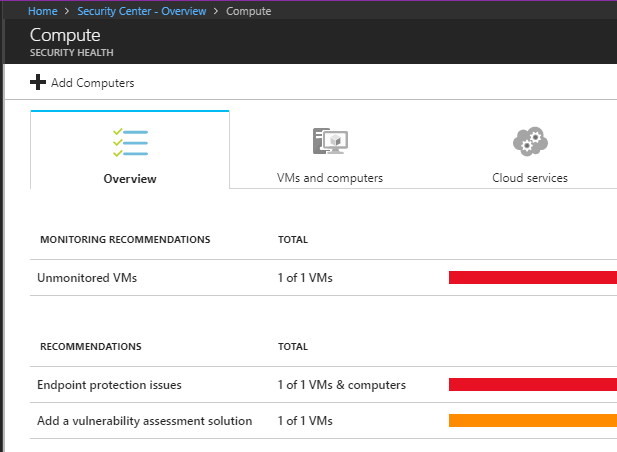 Home > Security Center - Overview > Compute
Compute
SECURITY HEALTH
Add Computers
Overview
VMs and computers
Cloud services
MONITORING RECOMMENDATIONS TOTAL
Unmonitored VMs 1 of 1 VMs
RECOMMENDATIONS TOTAL
Endpoint protection issues 1 of 1 VMs & computers
Add a vulnerability assessment solution 1 of 1 VMs